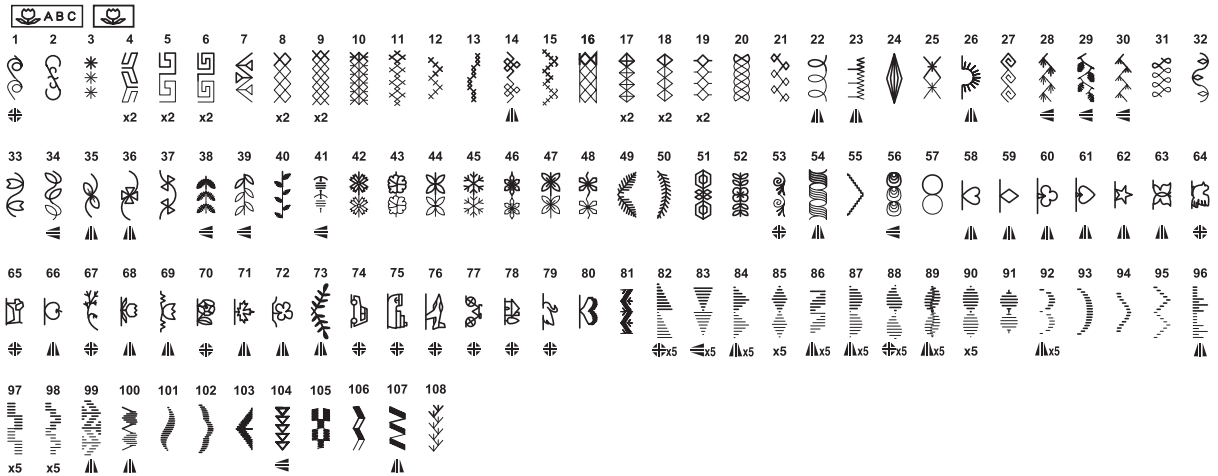 ABC
1 2 3 4 5 6 7 8 9 10 11 12 13 14 15 16 17 18 19 20 21 22 23 24 25 26 27 28 29 30 31 32
x2 x2 x2 x2 x2 x2 x2 x2
33 34 35 36 37 38 39 40 41 42 43 44 45 46 47 48 49 50 51 52 53 54 55 56 57 58 59 60 61 62 63 64
65 66 67 68 69 70 71 72 73 74 75 76 77 78 79 80 81 82 83 84 85 86 87 88 89 90 91 92 93 94 95 96
x5 x5 x5 x5 x5 x5 x5 x5 x5 x5
97 98 99 100 101 102 103 104 105 106 107 108
x5 x5